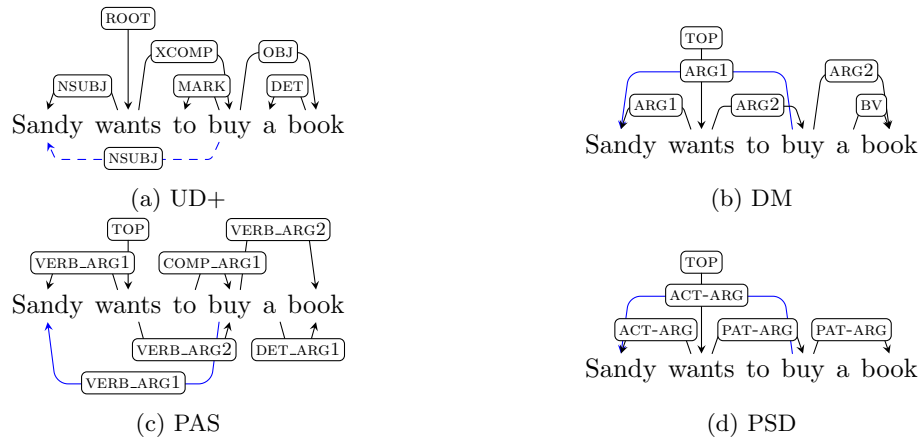 ROOT
XCOMP OBJ
NSUBJ MARK DET
Sandy wants to buy a book
NSUBJ
(a) UD+
TOP
ARG1 ARG2
ARG1 ARG2 BV
Sandy wants to buy a book
(b) DM
TOP VERB_ARG2
VERB_ARG1 COMP_ARG1
Sandy wants to buy a book
VERB_ARG2 DET_ARG1
VERB_ARG1
(c) PAS
TOP
ACT-ARG
ACT-ARG PAT-ARG PAT-ARG
Sandy wants to buy a book
(d) PSD